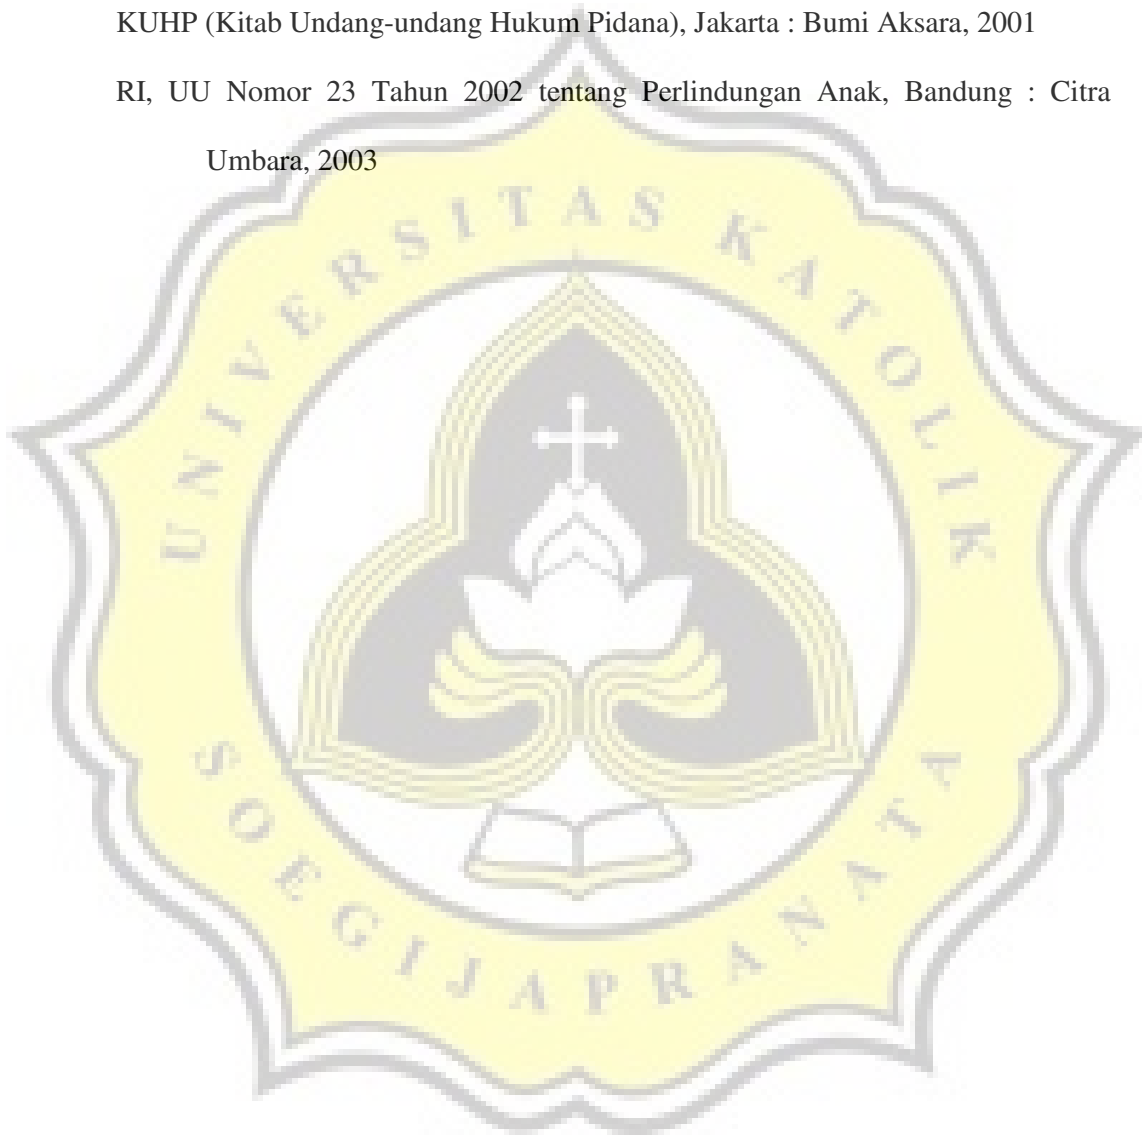 KUHP (Kitab Undang-undang Hukum Pidana), Jakarta : Bumi Aksara, 2001
RI, UU Nomor 23 Tahun 2002 tentang Perlindungan Anak, Bandung : Citra
Umbara, 2003
UNIVERSITAS KATOLIK
SOEGIJAPRANATA